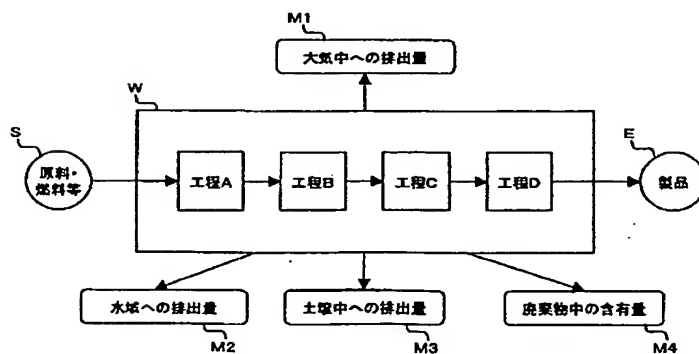 M1
大気中への排出量
W
S
原料・
燃料等
工程A
工程B
工程C
工程D
E
製品
水域への排出量
M2
土壌中への排出量
M3
廃棄物中の含有量
M4